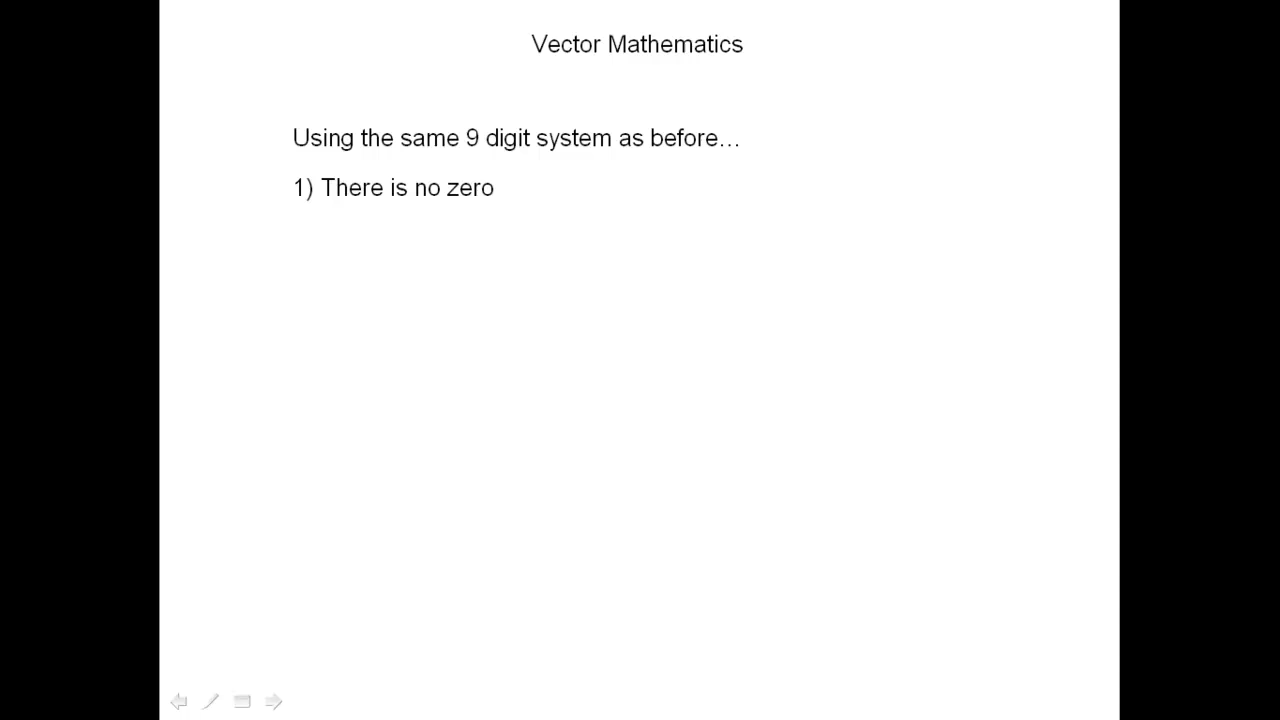 Vector Mathematics
Using the same 9 digit system as before…
1) There is no zero